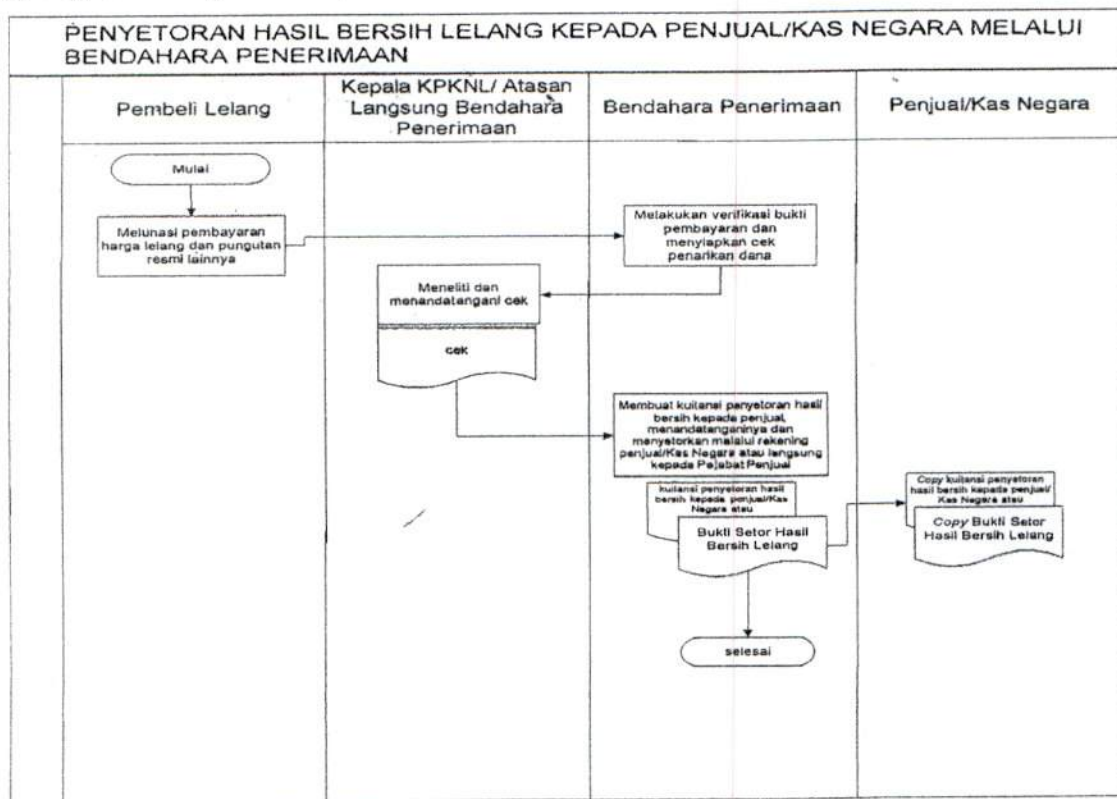 PENYETORAN HASIL BERSIH LELANG KEPADA PENJUAL/KAS NEGARA MELALUI
BENDAHARA PENERIMAAN
Pembeli Lelang
Kepala KPKNL/ Atasan
Langsung Bendahara
Penerimaan
Bendahara Penerimaan
Penjual/Kas Negara
Mulai
Melunasi pembayaran
harga lelang dan pungutan
resmi lainnya
Melakukan verifikasi bukti
pembayaran dan
menyiapkan cek
penarikan dana
Meneliti dan
menandatangani cek
cek
Membuat kuitansi penyetoran hasil
bersih kepada penjual,
menandatanganinya dan
menyetorkan melalui rekening
penjual/Kas Negara atau langsung
kepada Pejabat Penjual
kuitansi penyetoran hasil
bersih kepada penjual/Kas
Negara atau
Bukti Setor Hasil
Bersih Lelang
Copy kuitansi penyetoran
hasil bersih kepada penjual/
Kas Negara atau
Copy Bukti Setor
Hasil Bersih Lelang
selesai